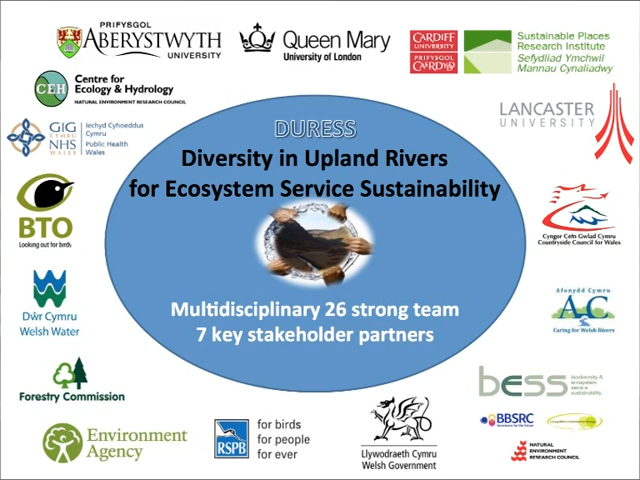 PRIFYSGOL
ABERYSTWYTH
UNIVERSITY
Queen Mary
University of London
CARDIFF
UNIVERSITY
PRIFYSGOL
CAERDYDD
Sustainable Places
Research Institute
Sefydliad Ymchwil
Mannau Cynaliadwy
CEH
Centre for
Ecology & Hydrology
NATURAL ENVIRONMENT RESEARCH COUNCIL
LANCASTER
UNIVERSITY
GIG
CYMRU
NHS
WALES
Iechyd Cyhoeddus
Cymru
Public Health
Wales
DURESS
Diversity in Upland Rivers
for Ecosystem Service Sustainability
BTO
Looking out for birds
Cyngor Cefn Gwlad Cymru
Countryside Council for Wales
Multidisciplinary 26 strong team
7 key stakeholder partners
Dŵr Cymru
Welsh Water
Afonydd Cymru
AC
Caring for Welsh Rivers
Forestry Commission
bess
biodiversity &
ecosystem
service
sustainability
BBSRC
Environment
Agency
RSPB
for birds
for people
for ever
Llywodraeth Cymru
Welsh Government
NATURAL
ENVIRONMENT
RESEARCH COUNCIL